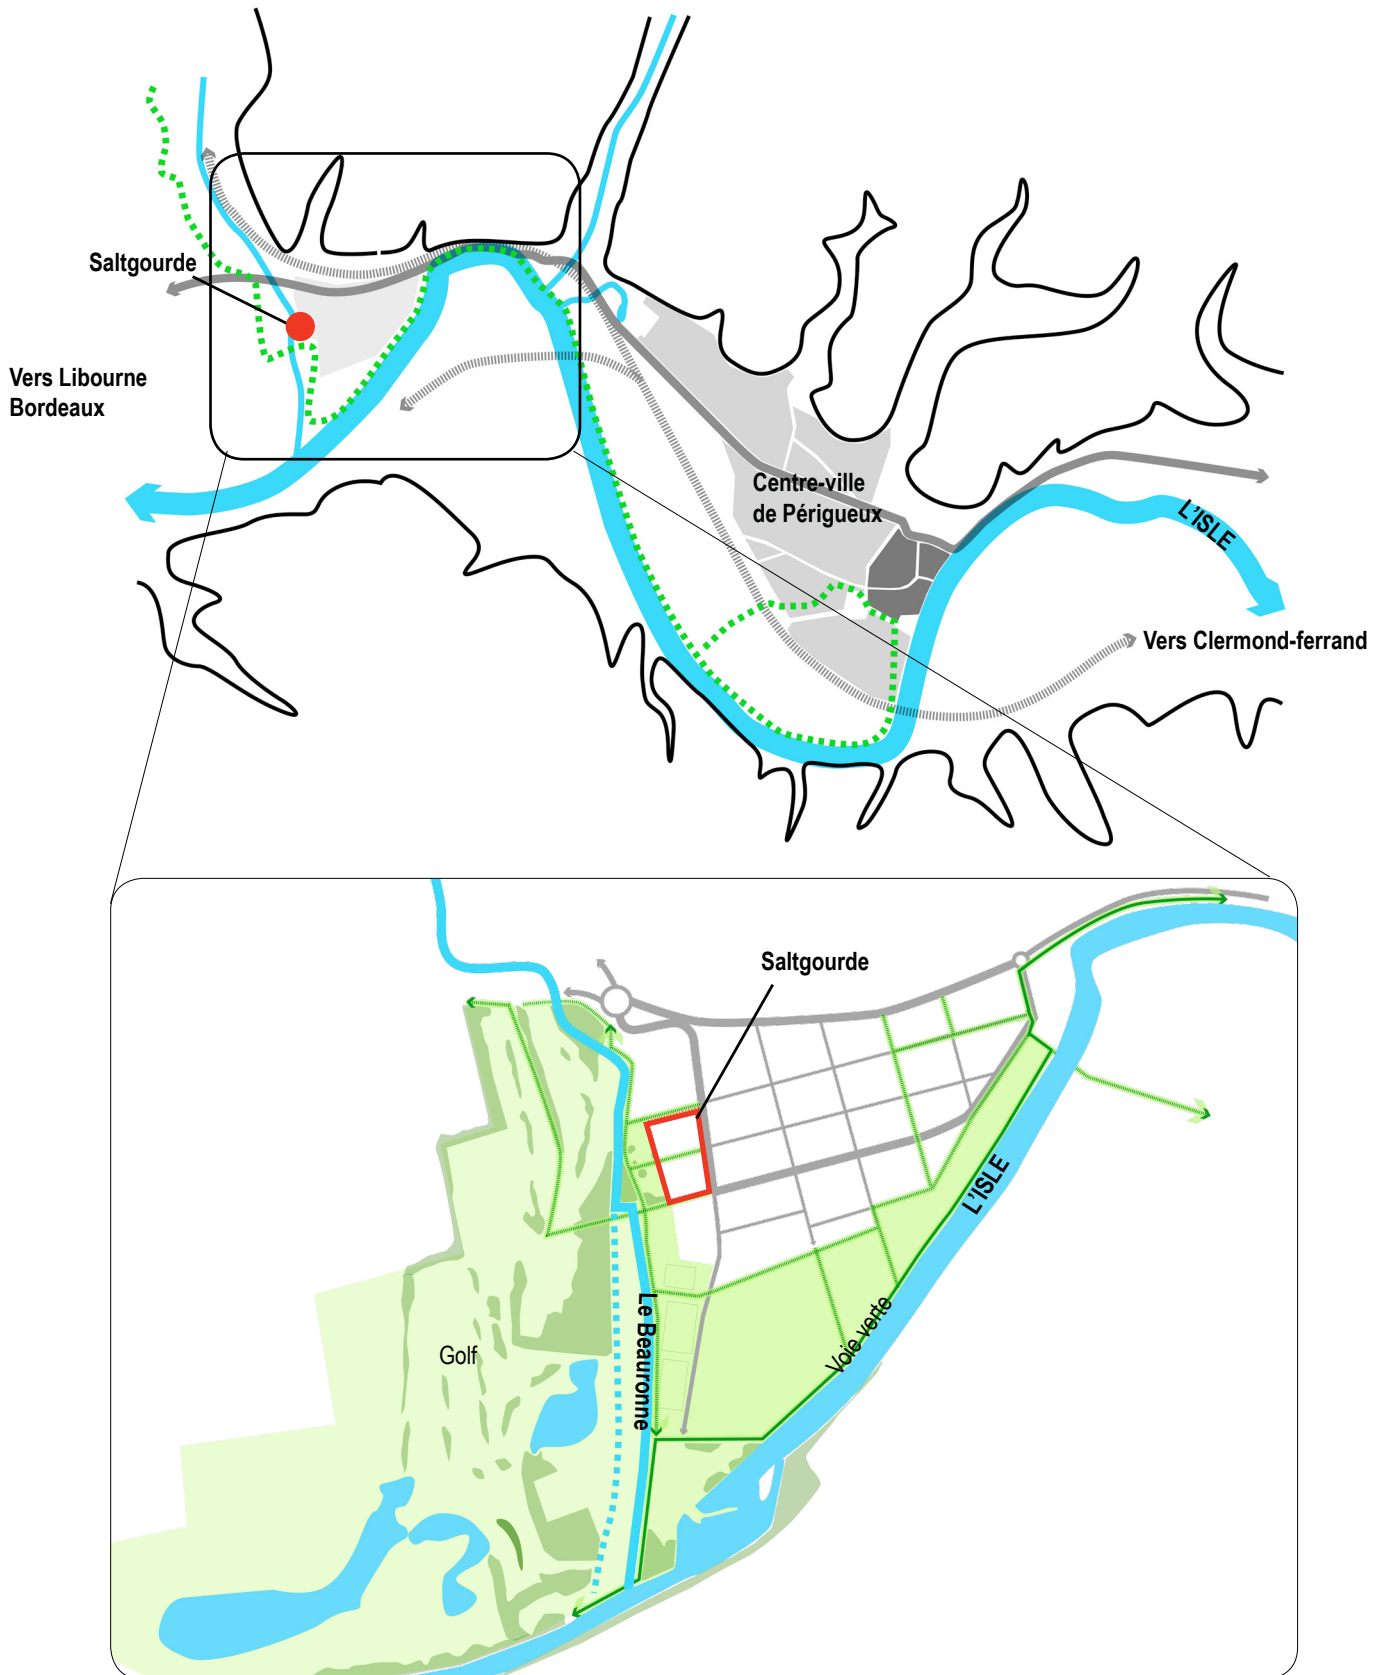 Saltgourde
Vers Libourne
Bordeaux
Centre-ville
de Périgueux
L'ISLE
Vers Clermond-ferrand
Saltgourde
L'ISLE
Le Beauronne
Voie verte
Golf